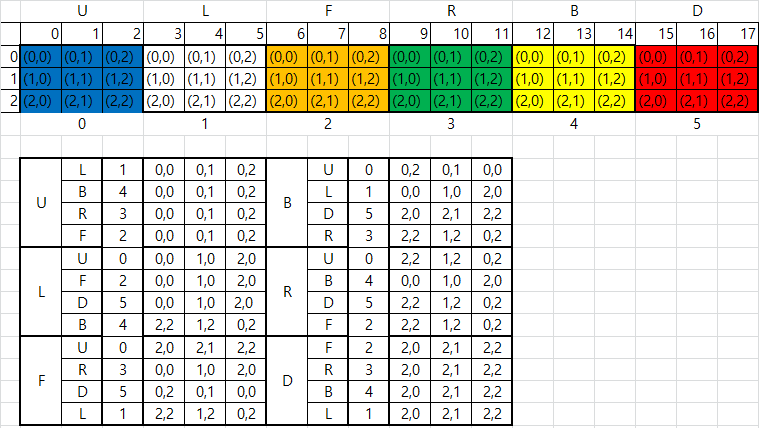 U L F R B D
0 1 2 3 4 5 6 7 8 9 10 11 12 13 14 15 16 17
0 (0,0) (0,1) (0,2) (0,0) (0,1) (0,2) (0,0) (0,1) (0,2) (0,0) (0,1) (0,2) (0,0) (0,1) (0,2) (0,0) (0,1) (0,2)
1 (1,0) (1,1) (1,2) (1,0) (1,1) (1,2) (1,0) (1,1) (1,2) (1,0) (1,1) (1,2) (1,0) (1,1) (1,2) (1,0) (1,1) (1,2)
2 (2,0) (2,1) (2,2) (2,0) (2,1) (2,2) (2,0) (2,1) (2,2) (2,0) (2,1) (2,2) (2,0) (2,1) (2,2) (2,0) (2,1) (2,2)
0 1 2 3 4 5
L 1 0,0 0,1 0,2 U 0 0,2 0,1 0,0
B 4 0,0 0,1 0,2 L 1 0,0 1,0 2,0
U B
R 3 0,0 0,1 0,2 D 5 2,0 2,1 2,2
F 2 0,0 0,1 0,2 R 3 2,2 1,2 0,2
U 0 0,0 1,0 2,0 U 0 2,2 1,2 0,2
F 2 0,0 1,0 2,0 B 4 0,0 1,0 2,0
L R
D 5 0,0 1,0 2,0 D 5 2,2 1,2 0,2
B 4 2,2 1,2 0,2 F 2 2,2 1,2 0,2
U 0 2,0 2,1 2,2 F 2 2,0 2,1 2,2
R 3 0,0 1,0 2,0 R 3 2,0 2,1 2,2
F D
D 5 0,2 0,1 0,0 B 4 2,0 2,1 2,2
L 1 2,2 1,2 0,2 L 1 2,0 2,1 2,2